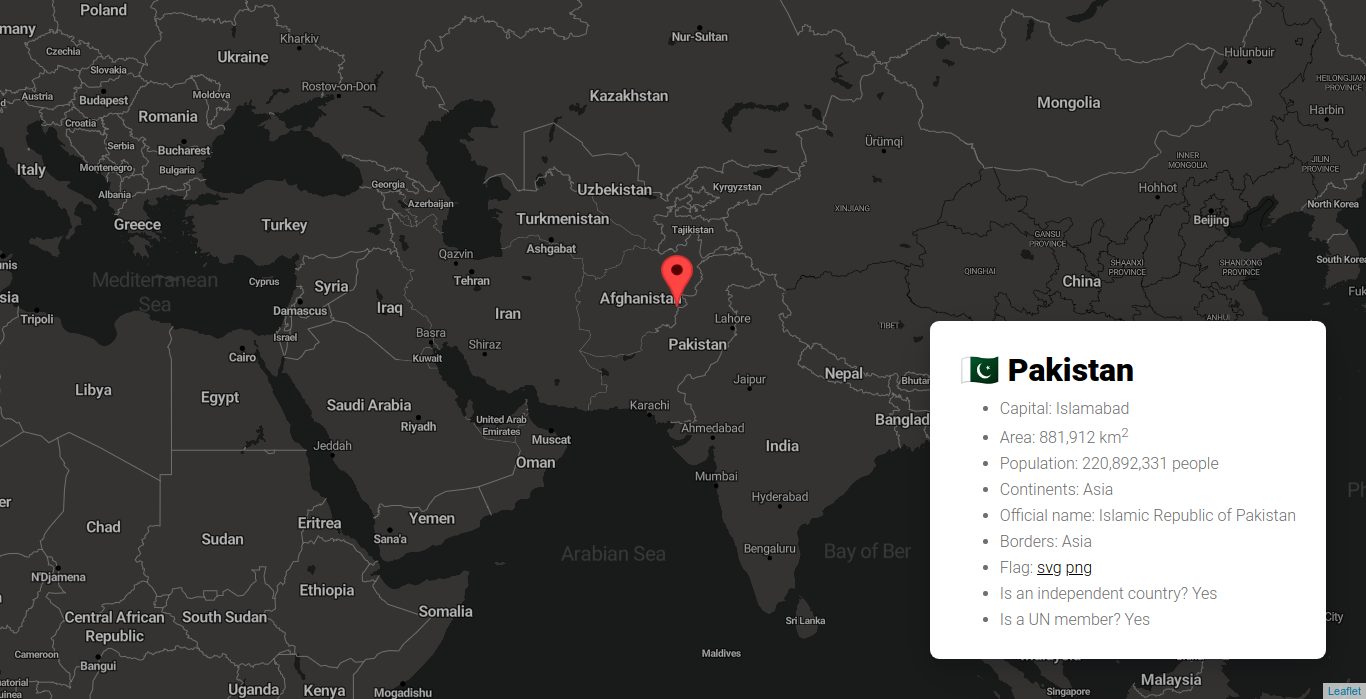 Poland
many
Kharkiv
Nur-Sultan
Czechia
Ukraine
Hulunbuir
Slovakia
HEILONGJIANG
PROVINCE
Rostov-on-Don
Austria
Budapest
Moldova
Kazakhstan
Mongolia
Romania
Harbin
Croatia
Serbia
Bucharest
Ürümqi
Italy
Montenegro
Bulgaria
INNER
MONGOLIA
JILIN
PROVINCE
Georgia
Uzbekistan
Kyrgyzstan
Hohhot
Albania
Azerbaijan
North Korea
XINJIANG
Greece
Turkey
Turkmenistan
Tajikistan
Beijing
GANSU
PROVINCE
Ashgabat
Qazvin
South Korea
nis
SHAANXI
PROVINCE
SHANDONG
PROVINCE
QINGHAI
Mediterranean
Sea
Cyprus
Syria
Tehran
China
Fuk
sia
Afghanistan
Damascus
Iraq
Iran
Tripoli
Lahore
ANHUI
TIBET
Israel
Basra
Shiraz
Pakistan
Cairo
Kuwait
Nepal
Bhutan
Jaipur
Libya
Egypt
Saudi Arabia
Karachi
United Arab
Emirates
Riyadh
Ahmedabad
Banglad
Muscat
Jeddah
India
Oman
Mumbai
Ph
er
Hyderabad
Chad
Sudan
Eritrea
Yemen
Sana'a
Arabian Sea
Bengaluru
Bay of Ber
N'Djamena
Ethiopia
Central African
Republic
South Sudan
Somalia
Sri Lanka
City
Cameroon
Bangui
Maldives
Malaysia
Uganda
Kenya
Mogadishu
Singapore
uatorial
uinea
Pakistan
Capital: Islamabad
Area: 881,912 km2
Population: 220,892,331 people
Continents: Asia
Official name: Islamic Republic of Pakistan
Borders: Asia
Flag: svg png
Is an independent country? Yes
Is a UN member? Yes
Leaflet